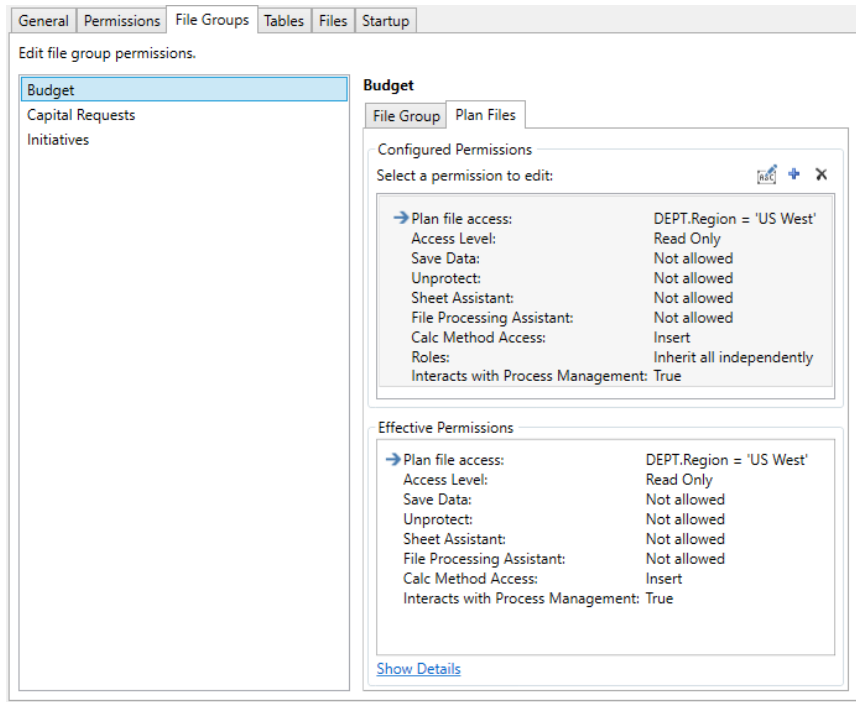 General Permissions File Groups Tables Files Startup
Edit file group permissions.
Budget
Capital Requests
Initiatives
Budget
File Group Plan Files
Configured Permissions
Select a permission to edit:
ABC
Plan file access: DEPT.Region = 'US West'
Access Level: Read Only
Save Data: Not allowed
Unprotect: Not allowed
Sheet Assistant: Not allowed
File Processing Assistant: Not allowed
Calc Method Access: Insert
Roles: Inherit all independently
Interacts with Process Management: True
Effective Permissions
Plan file access: DEPT.Region = 'US West'
Access Level: Read Only
Save Data: Not allowed
Unprotect: Not allowed
Sheet Assistant: Not allowed
File Processing Assistant: Not allowed
Calc Method Access: Insert
Interacts with Process Management: True
Show Details